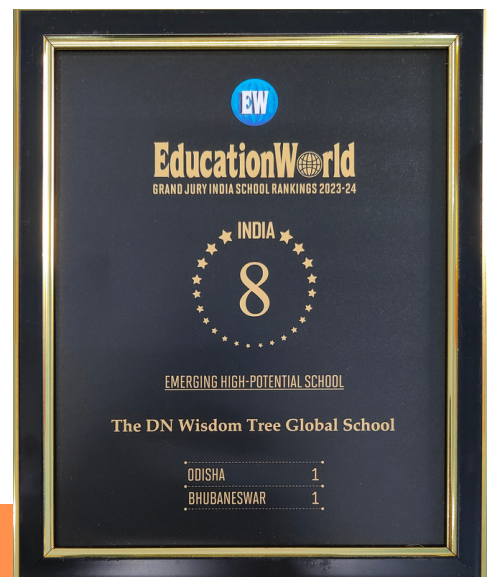 EW
EducationWorld
GRAND JURY INDIA SCHOOL RANKINGS 2023-24
INDIA
8
EMERGING HIGH-POTENTIAL SCHOOL
The DN Wisdom Tree Global School
ODISHA 1
BHUBANESWAR 1